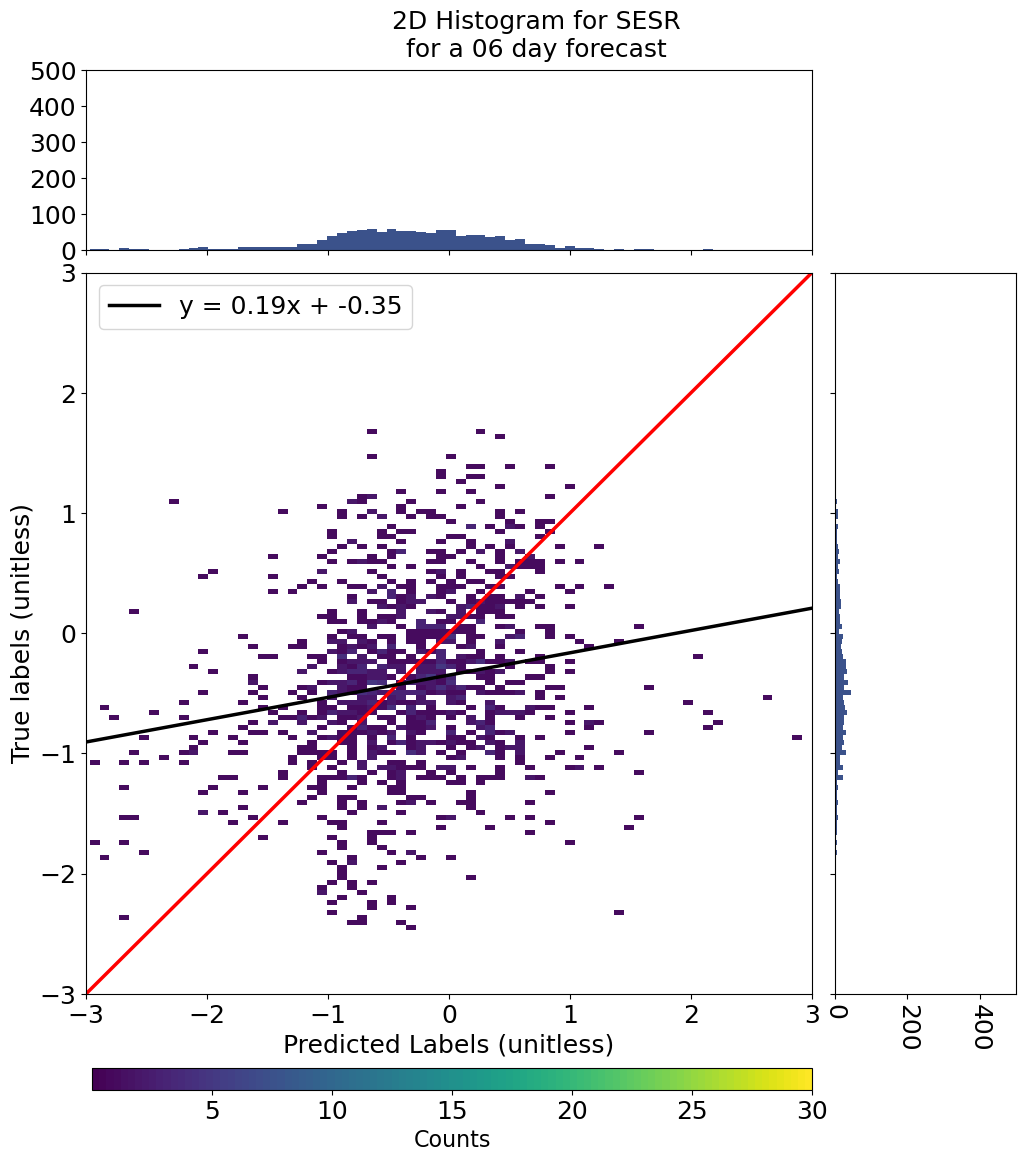 2D Histogram for SESR
for a 06 day forecast
500
400
300
200
100
0
3
2
1
0
−1
−2
−3
True labels (unitless)
y = 0.19x + -0.35
−3 −2 −1 0 1 2 3
Predicted Labels (unitless)
0 200 400
5 10 15 20 25 30
Counts